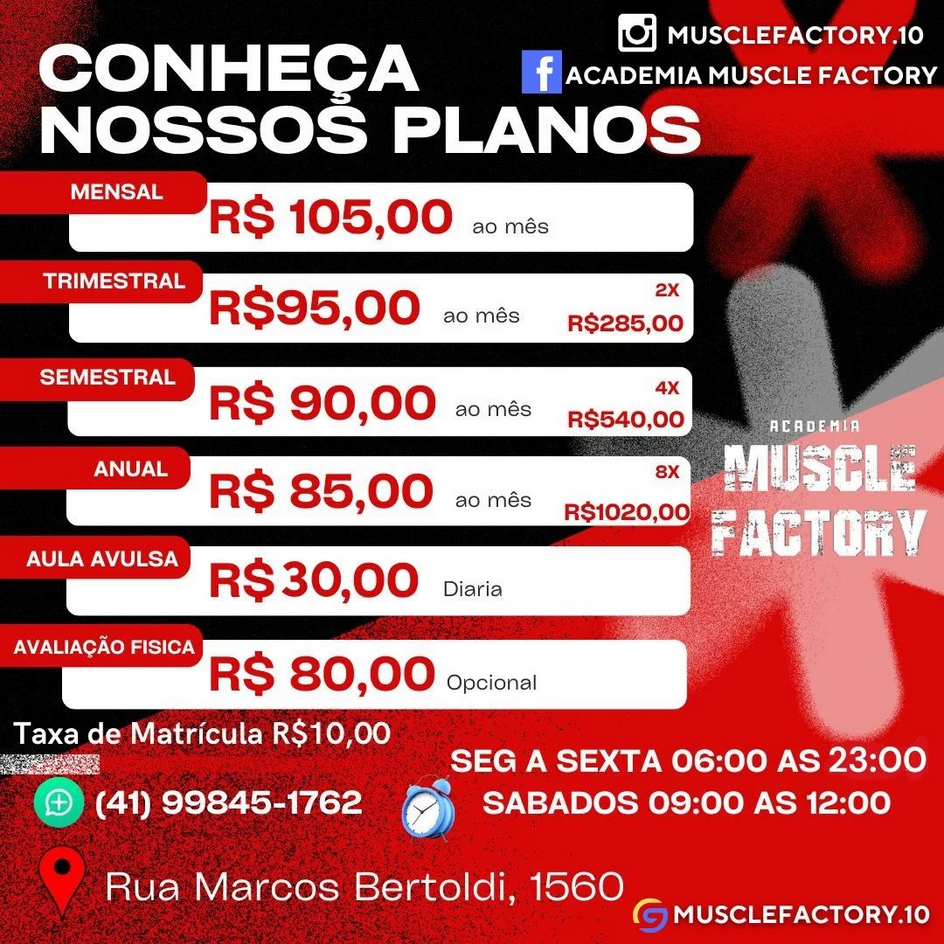 MUSCLEFACTORY.10
ACADEMIA MUSCLE FACTORY
CONHEÇA
NOSSOS PLANOS
MENSAL
R$ 105,00 ao mês
TRIMESTRAL
R$95,00 ao mês
2X
R$285,00
SEMESTRAL
R$ 90,00 ao mês
4X
R$540,00
ANUAL
R$ 85,00 ao mês
8X
R$1020,00
ACADEMIA
MUSCLE
FACTORY
AULA AVULSA
R$30,00 Diaria
AVALIAÇÃO FISICA
R$ 80,00 Opcional
Taxa de Matrícula R$10,00
SEG A SEXTA 06:00 AS 23:00
SABADOS 09:00 AS 12:00
(41) 99845-1762
Rua Marcos Bertoldi, 1560
MUSCLEFACTORY.10